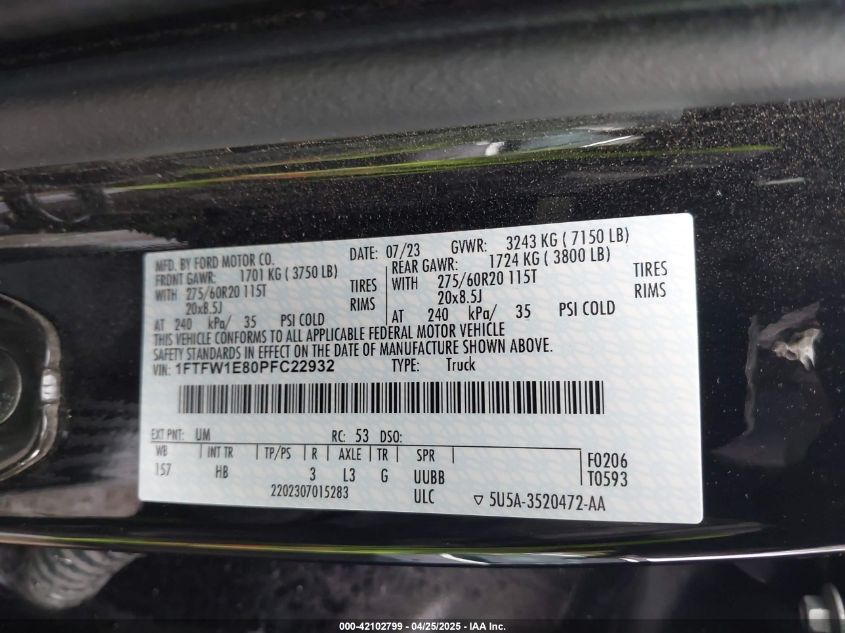 MFD. BY FORD MOTOR CO.
DATE: 07/23 GVWR: 3243 KG ( 7150 LB)
FRONT GAWR: 1701 KG ( 3750 LB)
REAR GAWR: 1724 KG ( 3800 LB)
WITH 275/60R20 115T TIRES
WITH 275/60R20 115T TIRES
20x8.5J RIMS
20x8.5J RIMS
AT 240 kPa/ 35 PSI COLD
AT 240 kPa/ 35 PSI COLD
THIS VEHICLE CONFORMS TO ALL APPLICABLE FEDERAL MOTOR VEHICLE
SAFETY STANDARDS IN EFFECT ON THE DATE OF MANUFACTURE SHOWN ABOVE.
VIN: 1FTFW1E80PFC22932 TYPE: Truck
EXT PNT: UM RC: 53 DSO:
WB INT TR TP/PS R AXLE TR SPR F0206
157 HB 3 L3 G UUBB T0593
2202307015283 ULC ▽ 5U5A-3520472-AA
000-42102799 - 04/25/2025 - IAA Inc.